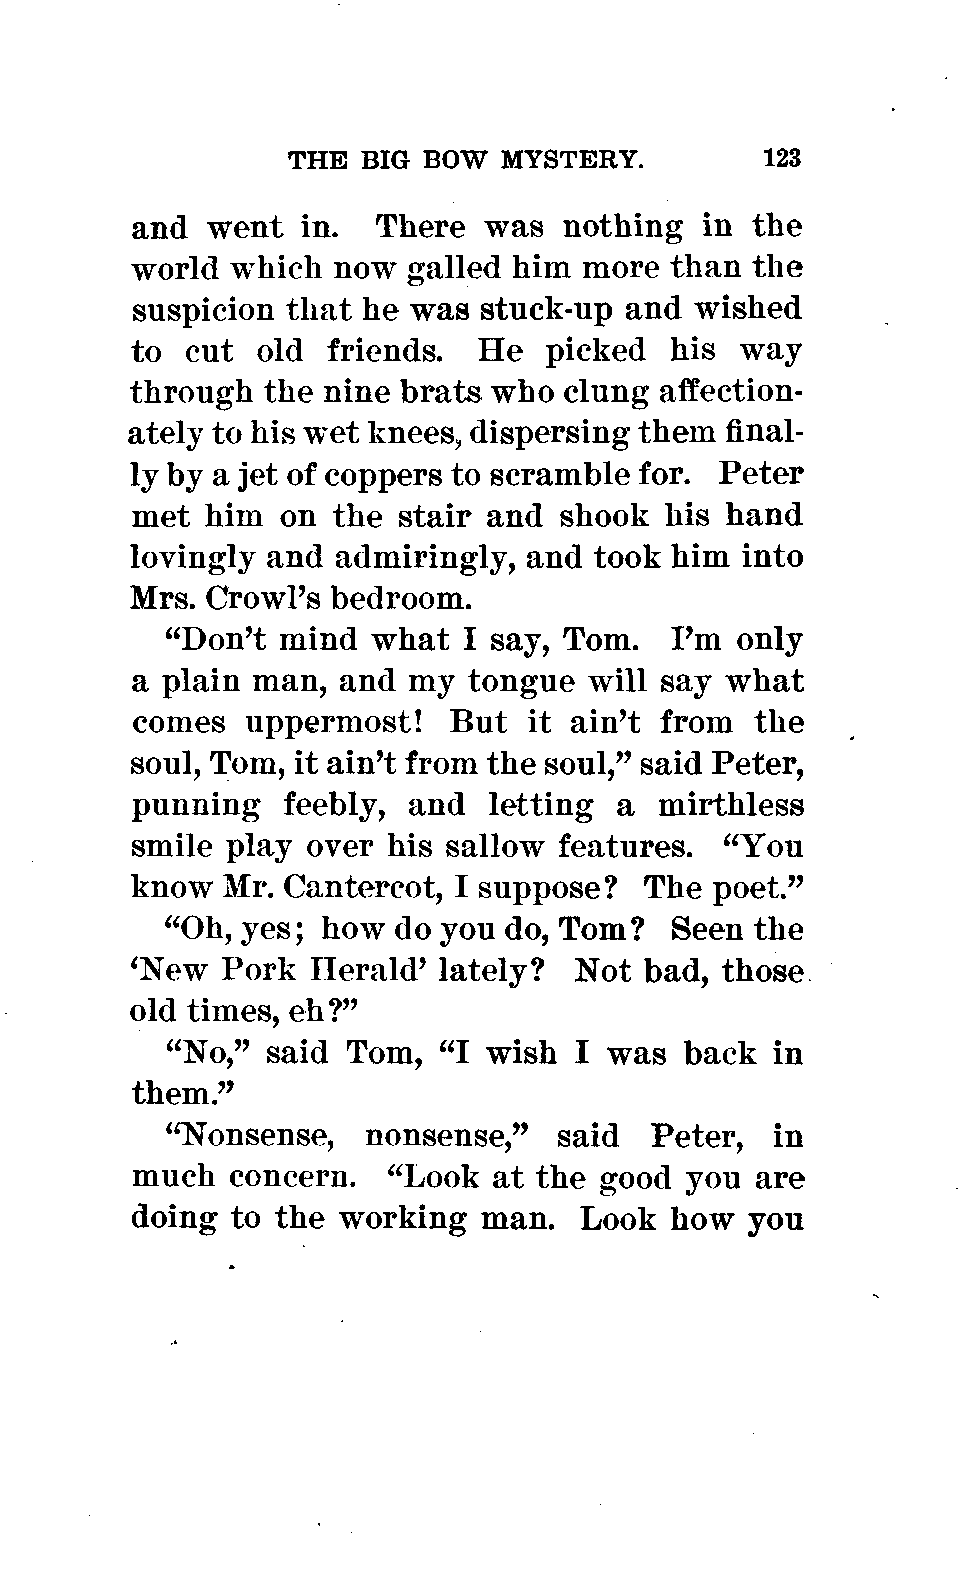 THE BIG BOW MYSTERY. 123
and went in. There was nothing in the
world which now galled him more than the
suspicion that he was stuck-up and wished
to cut old friends. He picked his way
through the nine brats who clung affection-
ately to his wet knees, dispersing them final-
ly by a jet of coppers to scramble for. Peter
met him on the stair and shook his hand
lovingly and admiringly, and took him into
Mrs. Crowl's bedroom.
“Don't mind what I say, Tom. I'm only
a plain man, and my tongue will say what
comes uppermost! But it ain't from the
soul, Tom, it ain't from the soul,” said Peter,
punning feebly, and letting a mirthless
smile play over his sallow features. “You
know Mr. Cantercot, I suppose? The poet.”
“Oh, yes; how do you do, Tom? Seen the
‘New Pork Herald’ lately? Not bad, those
old times, eh?”
“No,” said Tom, “I wish I was back in
them.”
“Nonsense, nonsense,” said Peter, in
much concern. “Look at the good you are
doing to the working man. Look how you